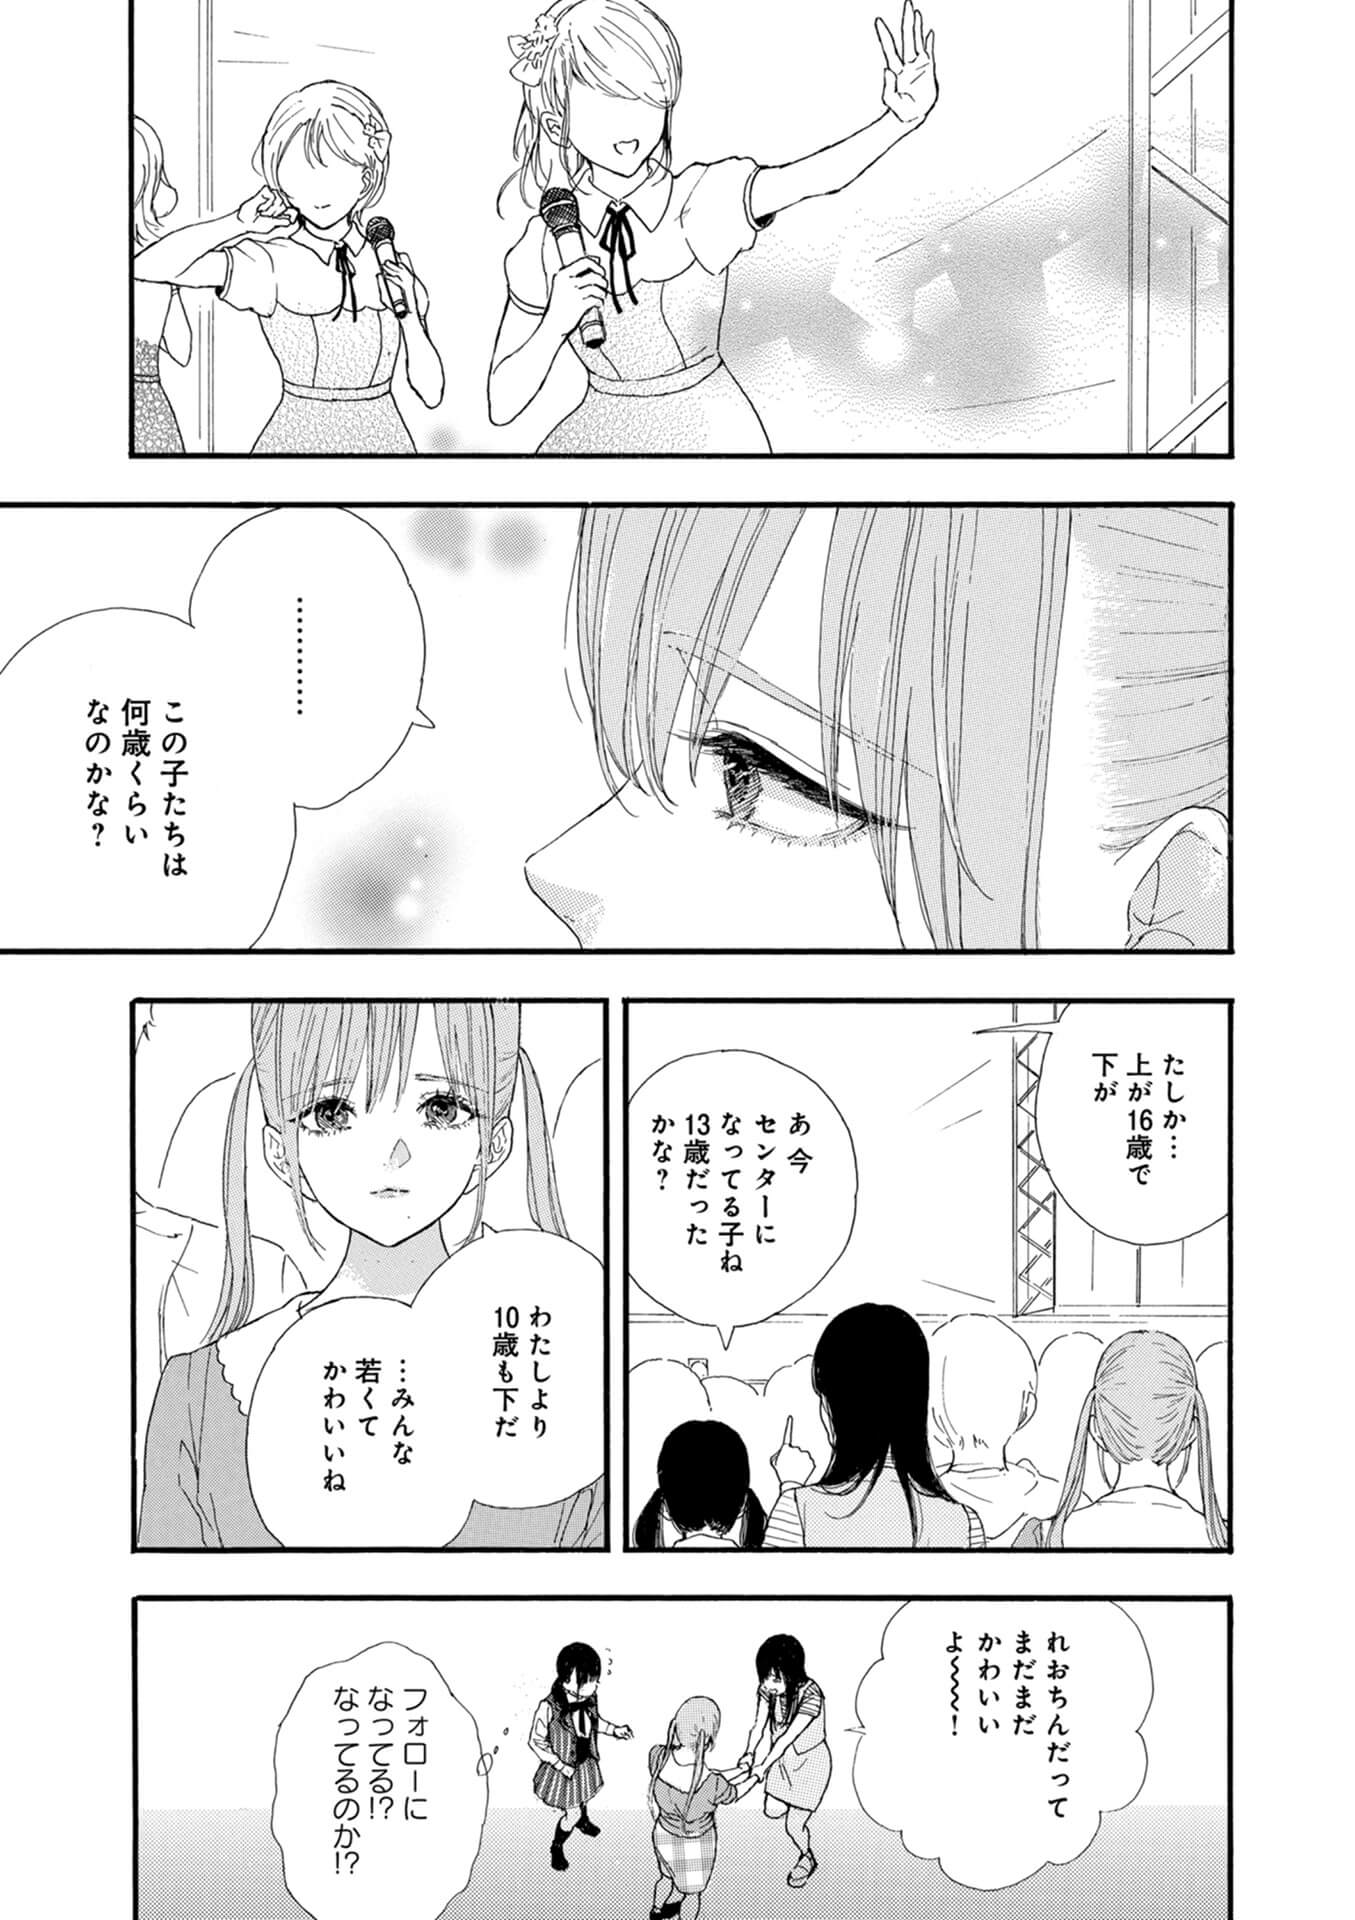 …………
この子たちは
何歳くらい
なのかな？
たしか…
上が16歳で
下が
あ 今
センターに
なってる子ね
13歳だった
かな？
わたしより
10歳も下だ
…みんな
若くて
かわいいね
れおちんだって
まだまだ
かわいい
よ〜〜〜！
フォローに
なってる！？
なってるのか！？